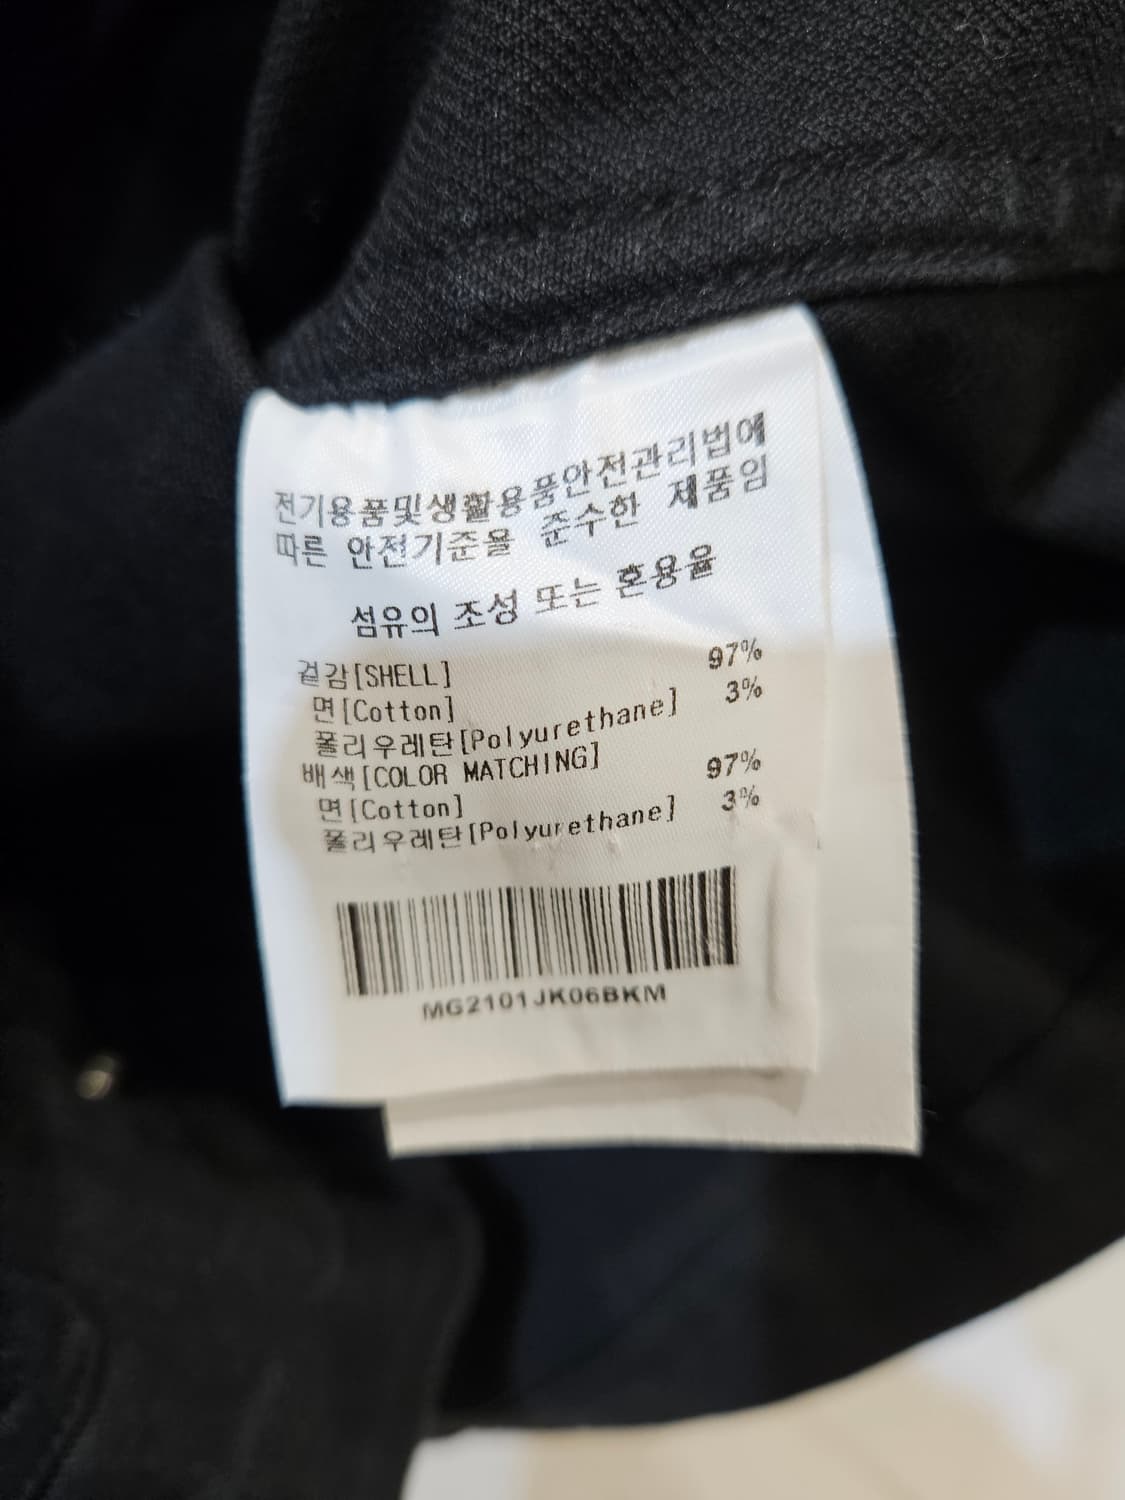 전기용품및생활용품안전관리법에
따른 안전기준을 준수한 제품임
섬유의 조성 또는 혼용율
겉감[SHELL]
면[Cotton] 97%
폴리우레탄[Polyurethane] 3%
배색[COLOR MATCHING]
면[Cotton] 97%
폴리우레탄[Polyurethane] 3%
MG2101JK06BKM